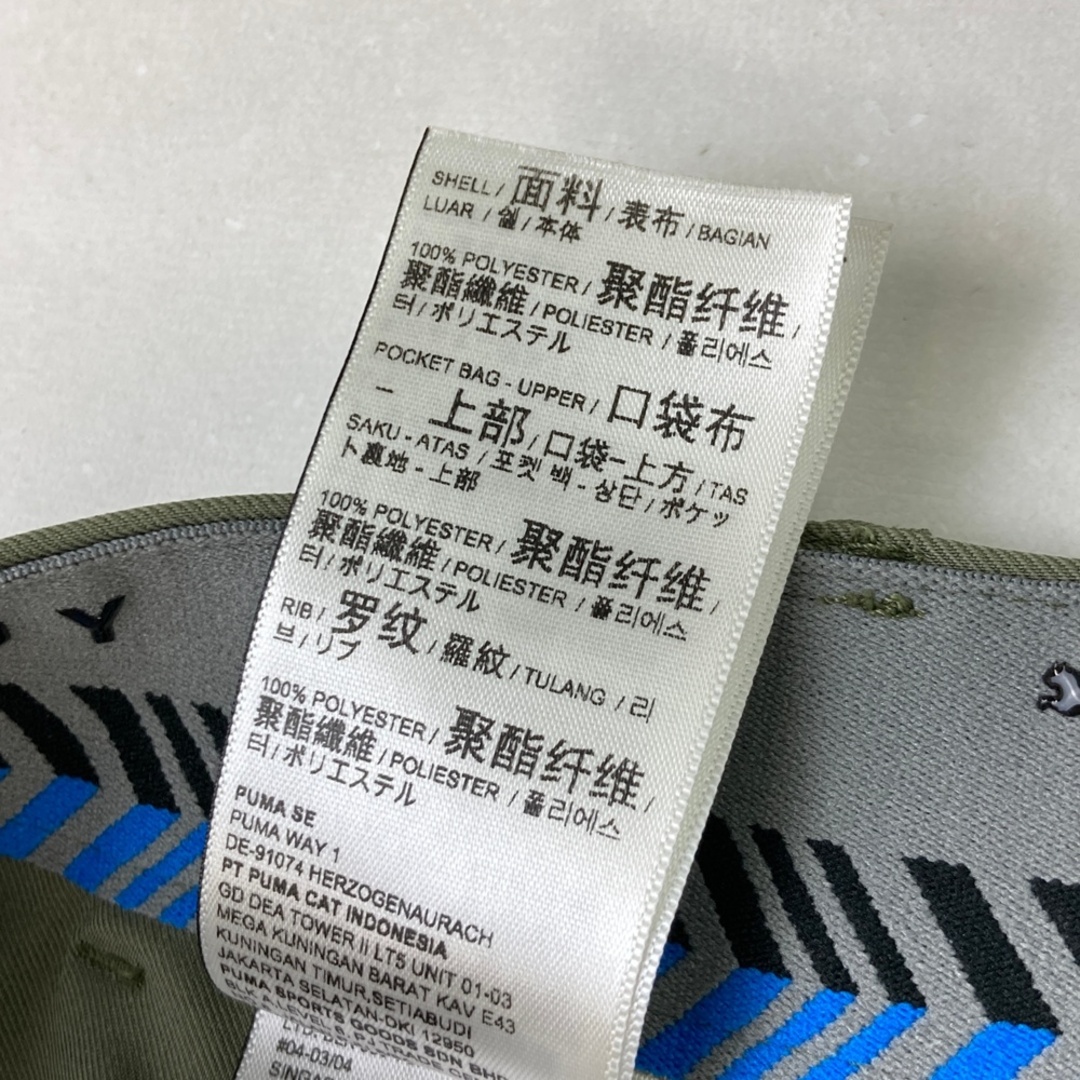 SHELL / 面料 / 表布 / BAGIAN
LUAR / 쉘 / 本体
100% POLYESTER / 聚酯纤维 /
聚酯纖維 / POLIESTER / 폴리에스
터 / ポリエステル
POCKET BAG - UPPER / 口袋布
– 上部 / 口袋–上方 / TAS
SAKU - ATAS / 포켓 백 - 상단 / ポケッ
ト裏地 - 上部
100% POLYESTER / 聚酯纤维 /
聚酯纖維 / POLIESTER / 폴리에스
터 / ポリエステル
RIB / 罗纹 / 羅紋 / TULANG / 리
브 / リブ
100% POLYESTER / 聚酯纤维 /
聚酯纖維 / POLIESTER / 폴리에스
터 / ポリエステル
PUMA SE
PUMA WAY 1
DE-91074 HERZOGENAURACH
PT PUMA CAT INDONESIA
GD DEA TOWER II LT5 UNIT 01-03
MEGA KUNINGAN BARAT KAV E43
KUNINGAN TIMUR,SETIABUDI
JAKARTA SELATAN-DKI 12950
PUMA SPORTS GOODS SDN BHD
#04-03/04